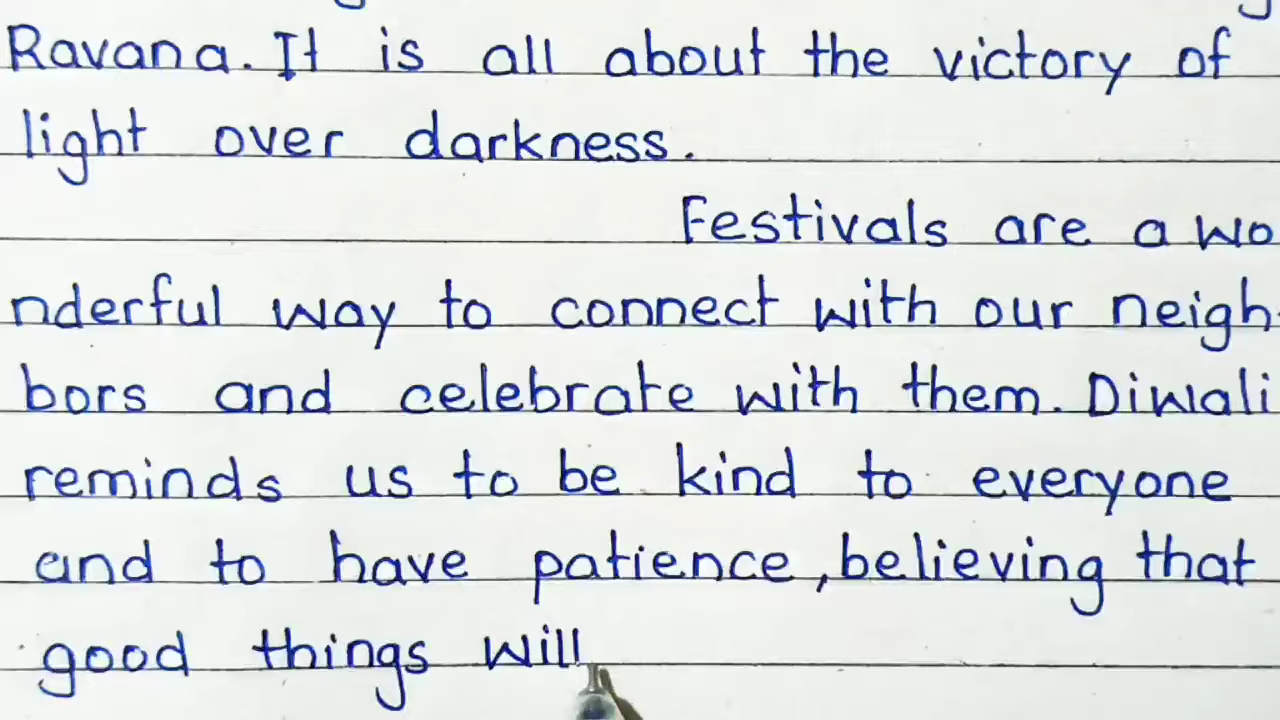 Ravana. It is all about the victory of
light over darkness.
Festivals are a wo
nderful way to connect with our neigh-
bors and celebrate with them. Diwali
reminds us to be kind to everyone
and to have patience, believing that
good things will